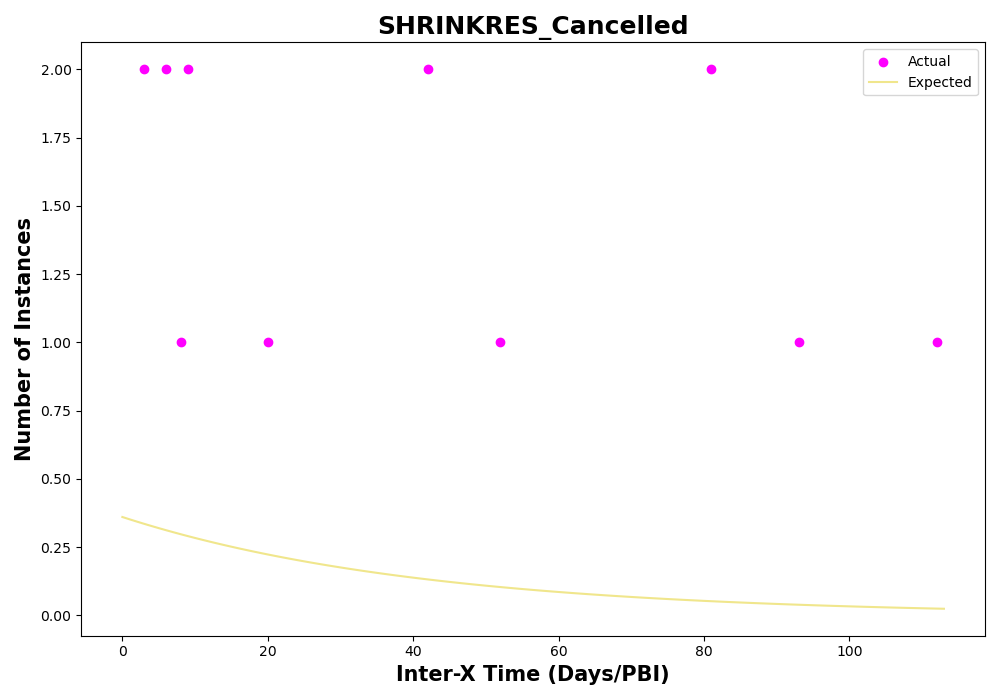 SHRINKRES_Cancelled
Actual
Expected
2.00
1.75
1.50
1.25
1.00
0.75
0.50
0.25
0.00
Number of Instances
0 20 40 60 80 100
Inter-X Time (Days/PBI)